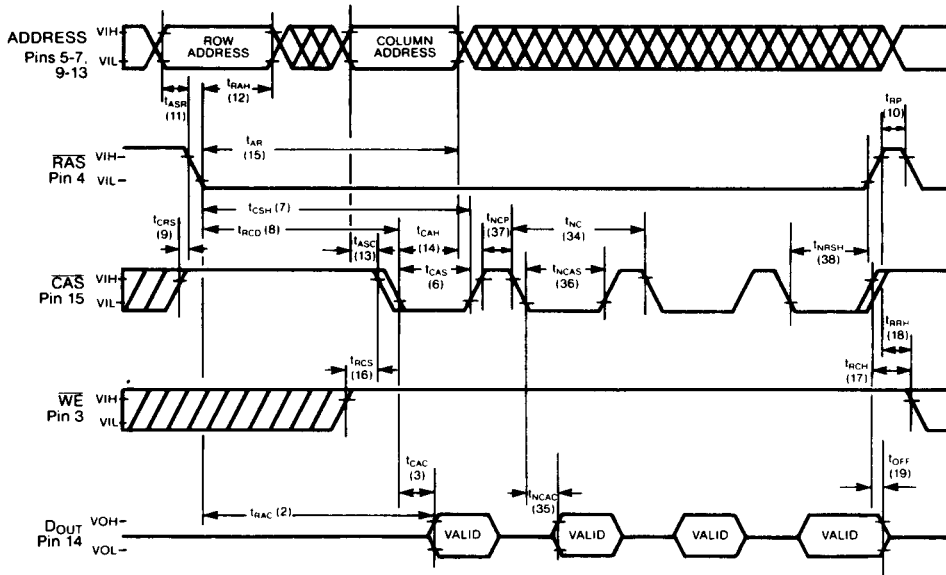 ADDRESS
Pins 5-7,
9-13
VIH
VIL
ROW
ADDRESS
COLUMN
ADDRESS
tASR
(11)
tRAH
(12)
tRP
(10)
tAR
(15)
RAS
Pin 4
VIH
VIL
tCRS
(9)
tCSH (7)
tRCD (8)
tASC
(13)
tCAH
(14)
tNCP
(37)
tNC
(34)
tNRSH
(38)
CAS
Pin 15
VIH
VIL
tCAS
(6)
tNCAS
(36)
tRRH
(18)
tRCS
(16)
tRCH
(17)
WE
Pin 3
VIH
VIL
tCAC
(3)
tNCAC
(35)
tOFF
(19)
tRAC (2)
DOUT
Pin 14
VOH
VOL
VALID
VALID
VALID
VALID